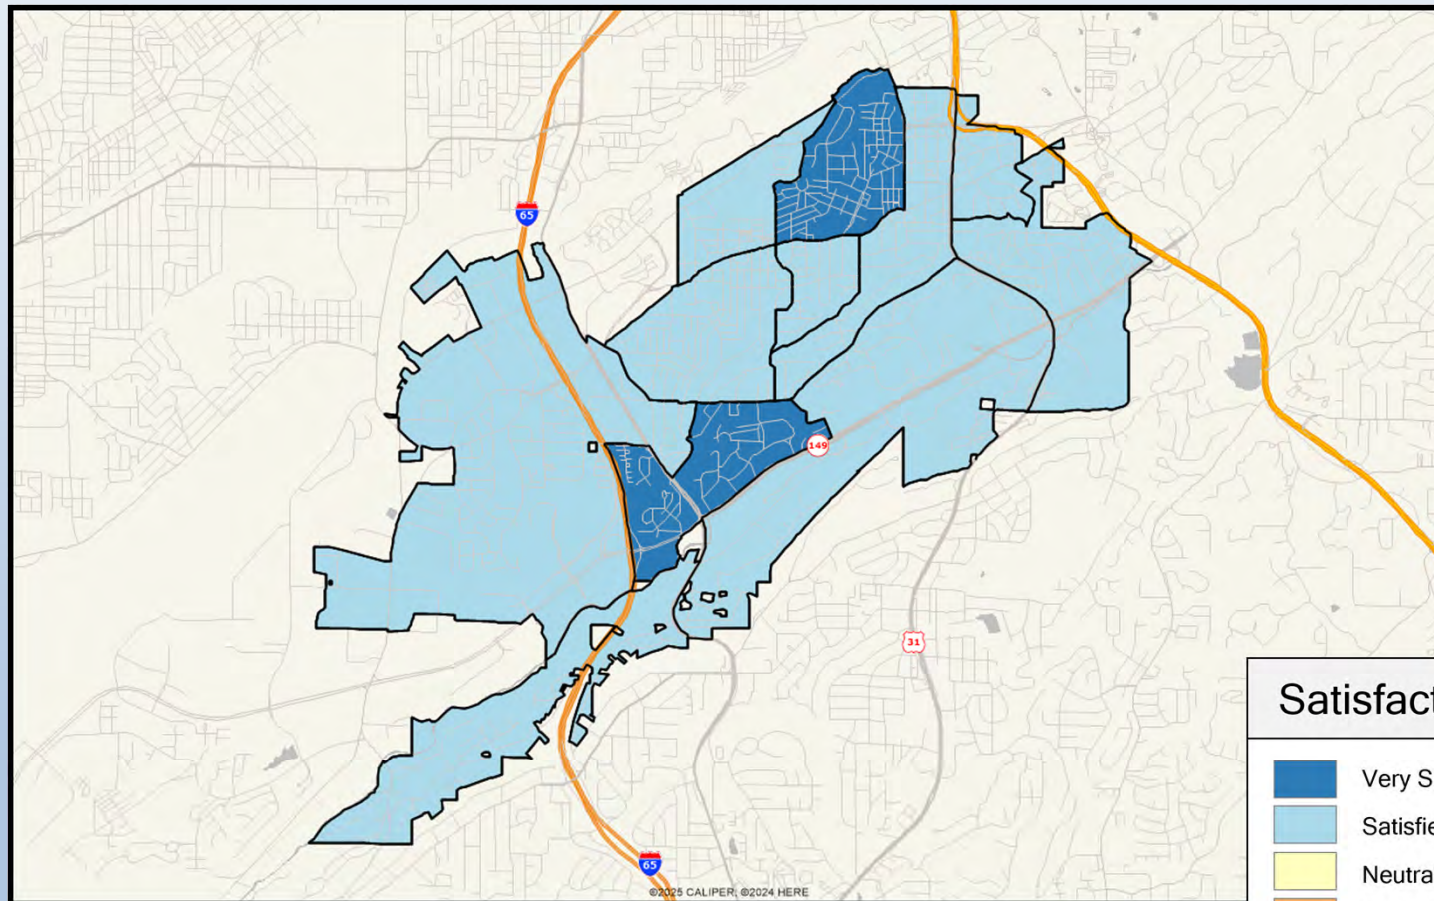 65
149
31
Satisfact
Very S
Satisfie
Neutra
65
©2025 CALIPER; ©2024 HERE